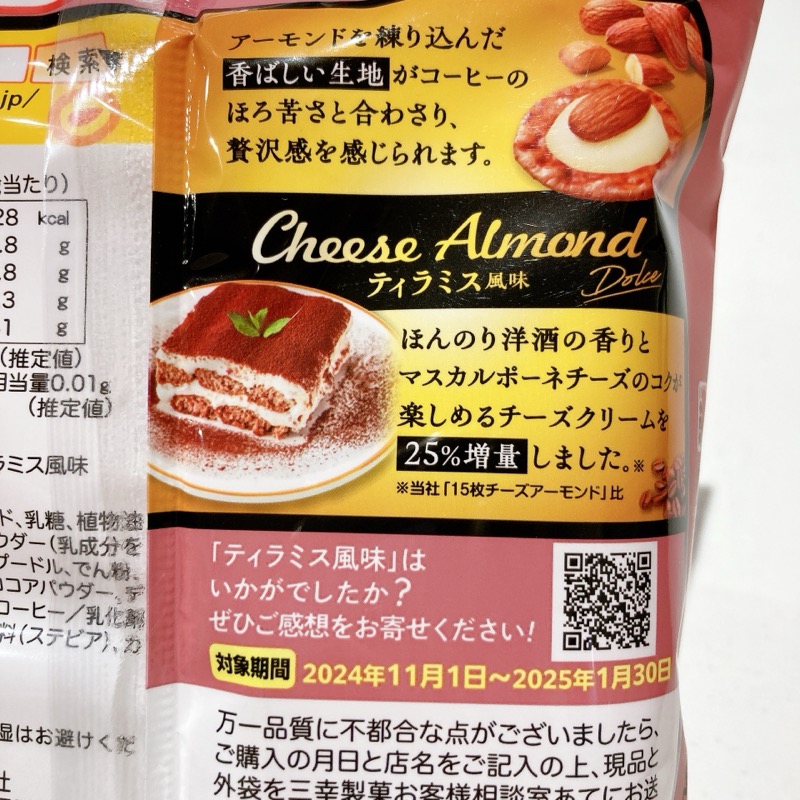 検索
.jp/
当たり)
28 kcal
.8 g
.8 g
3 g
1 g
(推定値)
相当量0.01g
(推定値)
ラミス風味
ド、乳糖、植物油
ウダー(乳成分を
プードル、でん粉、
ココアパウダー、デ
コーヒー/乳化剤
料(ステビア)、カ
湿はお避けくだ
社
アーモンドを練り込んだ
香ばしい生地がコーヒーの
ほろ苦さと合わさり、
贅沢感を感じられます。
Cheese Almond
Dolce
ティラミス風味
ほんのり洋酒の香りと
マスカルポーネチーズのコクが
楽しめるチーズクリームを
25%増量しました。※
※当社「15枚チーズアーモンド」比
「ティラミス風味」は
いかがでしたか?
ぜひご感想をお寄せください!
対象期間 2024年11月1日~2025年1月30日
万一品質に不都合な点がございましたら、
ご購入の月日と店名をご記入の上、現品と
外袋を三幸製菓お客様相談室あてにお送